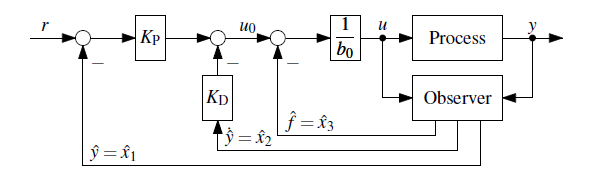 r K_P u_0 1/b_0 u Process y
− − −
K_D Observer
f̂ = x̂_3
ŷ̇ = x̂_2
ŷ = x̂_1